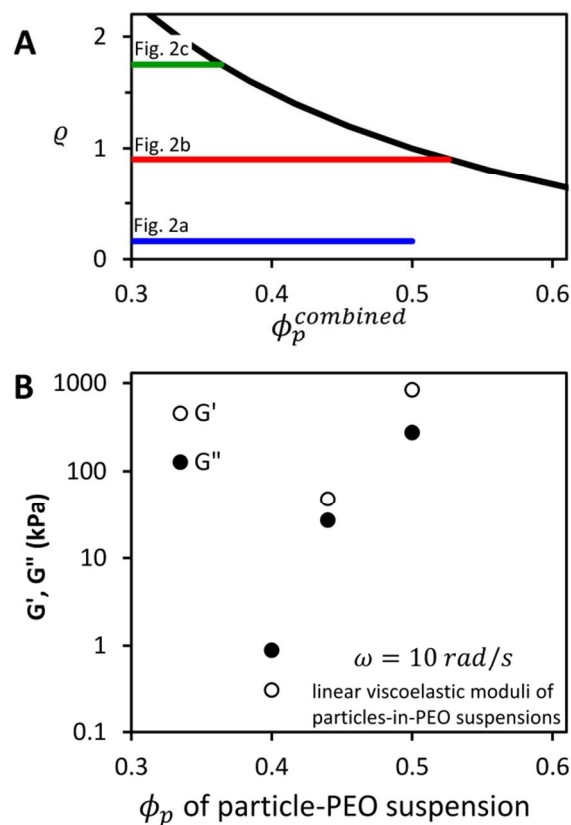 A
2
Fig. 2c
ϱ
1
Fig. 2b
Fig. 2a
0
0.3 0.4 0.5 0.6
ϕ_p^{combined}
B
1000
G'
100
G"
G', G" (kPa)
10
1
ω = 10 rad/s
linear viscoelastic moduli of
particles-in-PEO suspensions
0.1
0.3 0.4 0.5 0.6
ϕ_p of particle-PEO suspension